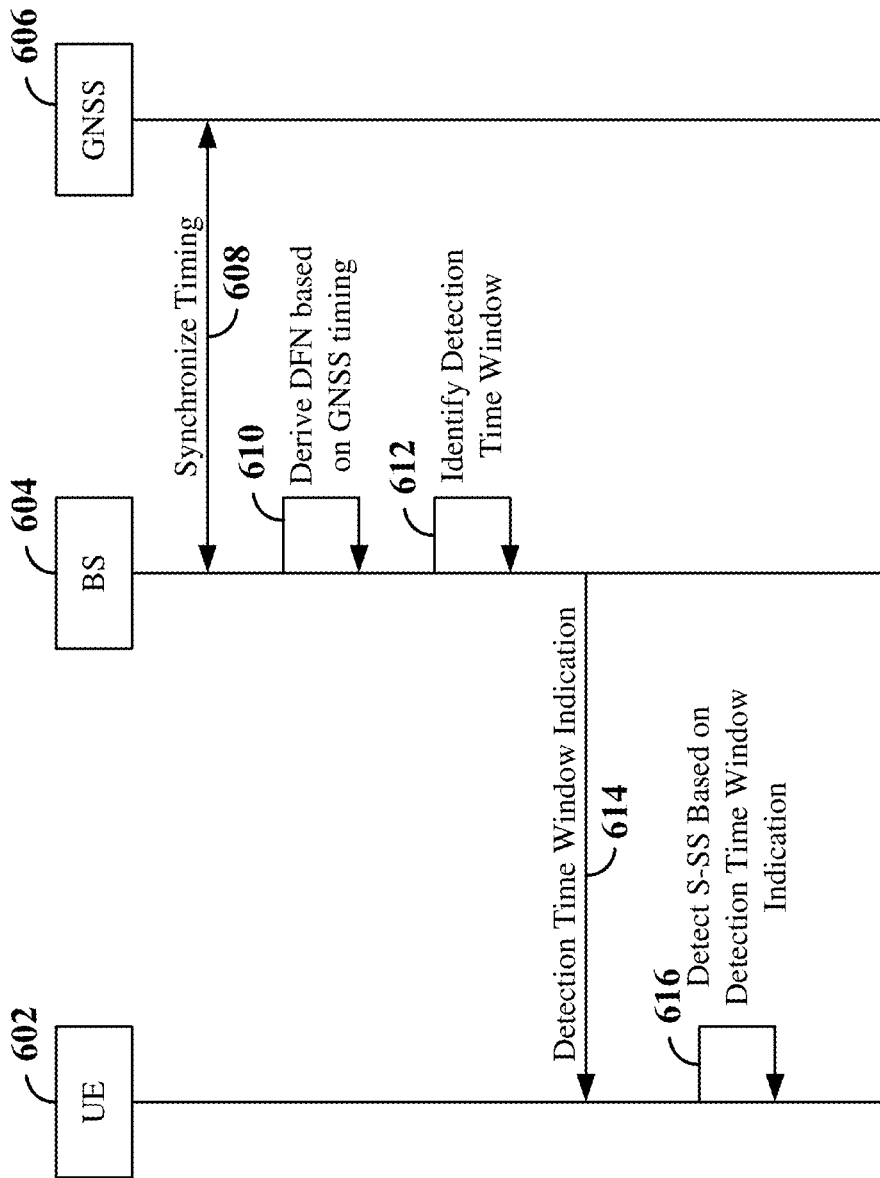 602
UE
604
BS
606
GNSS
Synchronize Timing
608
610
Derive DFN based
on GNSS timing
612
Identify Detection
Time Window
Detection Time Window Indication
614
616
Detect S-SS Based on
Detection Time Window
Indication